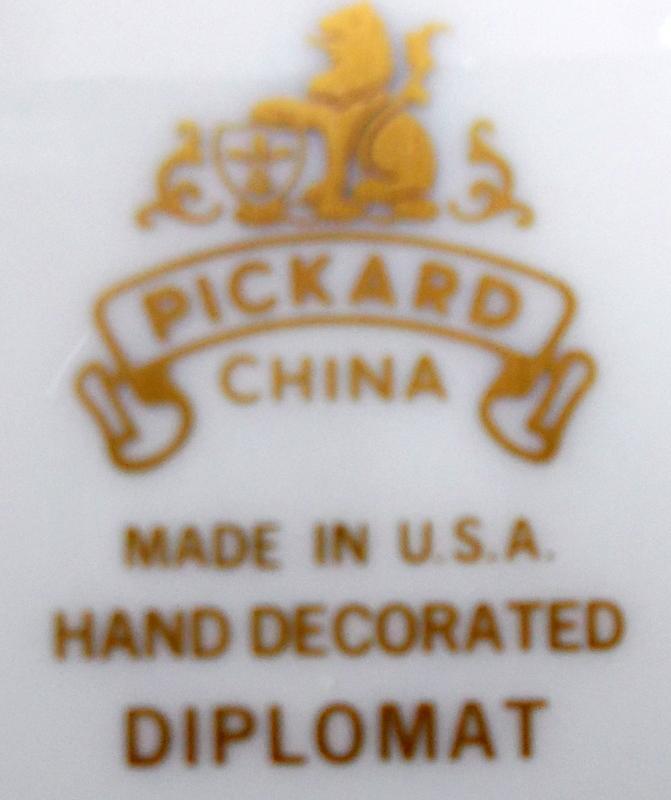 PICKARD
CHINA
MADE IN U.S.A.
HAND DECORATED
DIPLOMAT